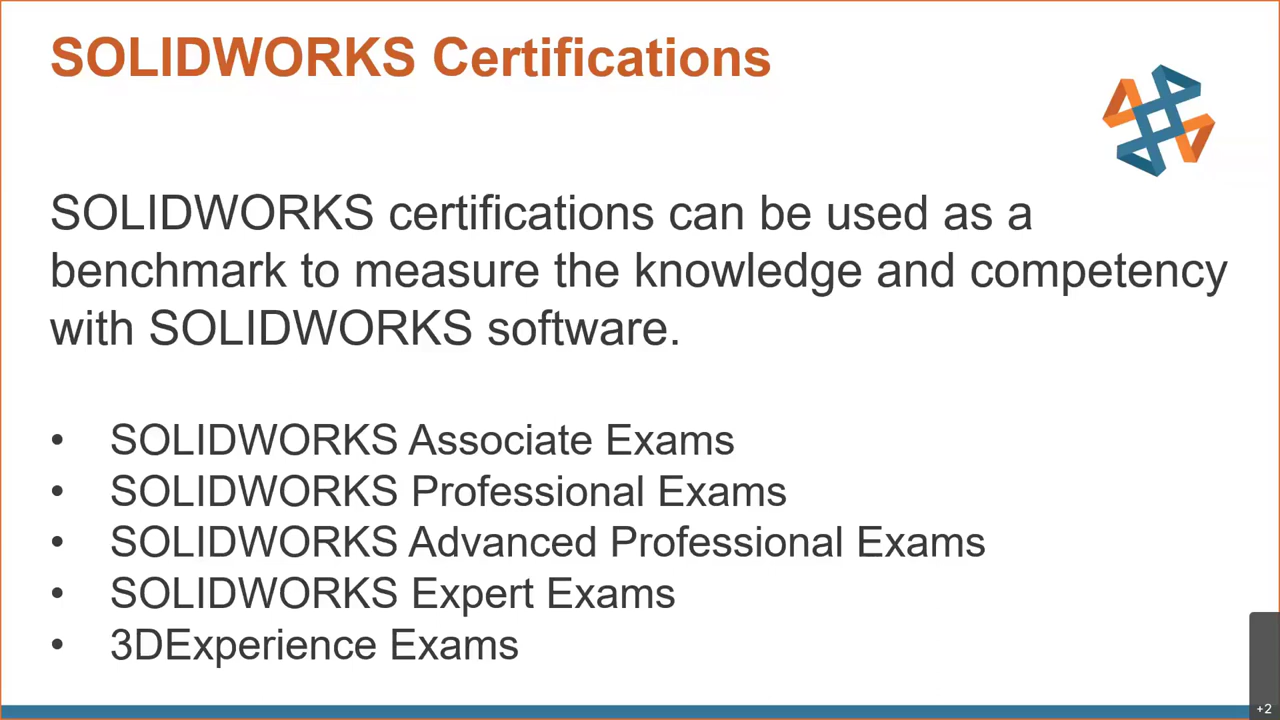 SOLIDWORKS Certifications
SOLIDWORKS certifications can be used as a
benchmark to measure the knowledge and competency
with SOLIDWORKS software.
• SOLIDWORKS Associate Exams
• SOLIDWORKS Professional Exams
• SOLIDWORKS Advanced Professional Exams
• SOLIDWORKS Expert Exams
• 3DExperience Exams
+2